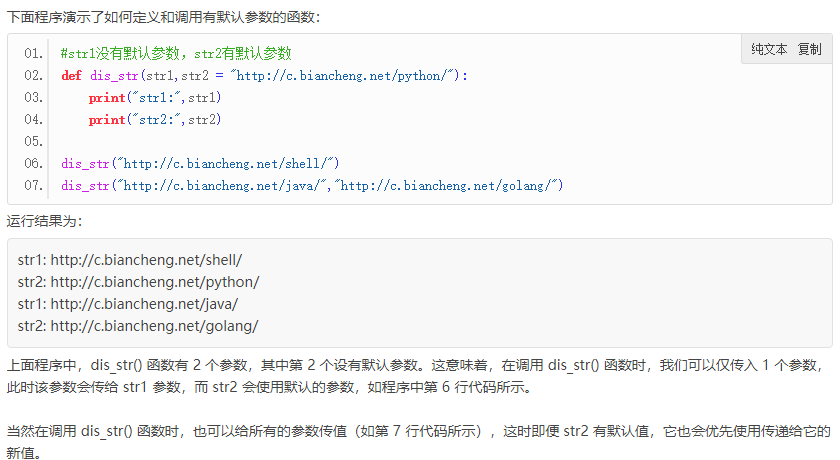 下面程序演示了如何定义和调用有默认参数的函数：
纯文本 复制
01. #str1没有默认参数，str2有默认参数
02. def dis_str(str1,str2 = "http://c.biancheng.net/python/"):
03.     print("str1:",str1)
04.     print("str2:",str2)
05.
06. dis_str("http://c.biancheng.net/shell/")
07. dis_str("http://c.biancheng.net/java/","http://c.biancheng.net/golang/")
运行结果为：
str1: http://c.biancheng.net/shell/
str2: http://c.biancheng.net/python/
str1: http://c.biancheng.net/java/
str2: http://c.biancheng.net/golang/
上面程序中，dis_str() 函数有 2 个参数，其中第 2 个设有默认参数。这意味着，在调用 dis_str() 函数时，我们可以仅传入 1 个参数，
此时该参数会传给 str1 参数，而 str2 会使用默认的参数，如程序中第 6 行代码所示。
当然在调用 dis_str() 函数时，也可以给所有的参数传值（如第 7 行代码所示），这时即便 str2 有默认值，它也会优先使用传递给它的
新值。